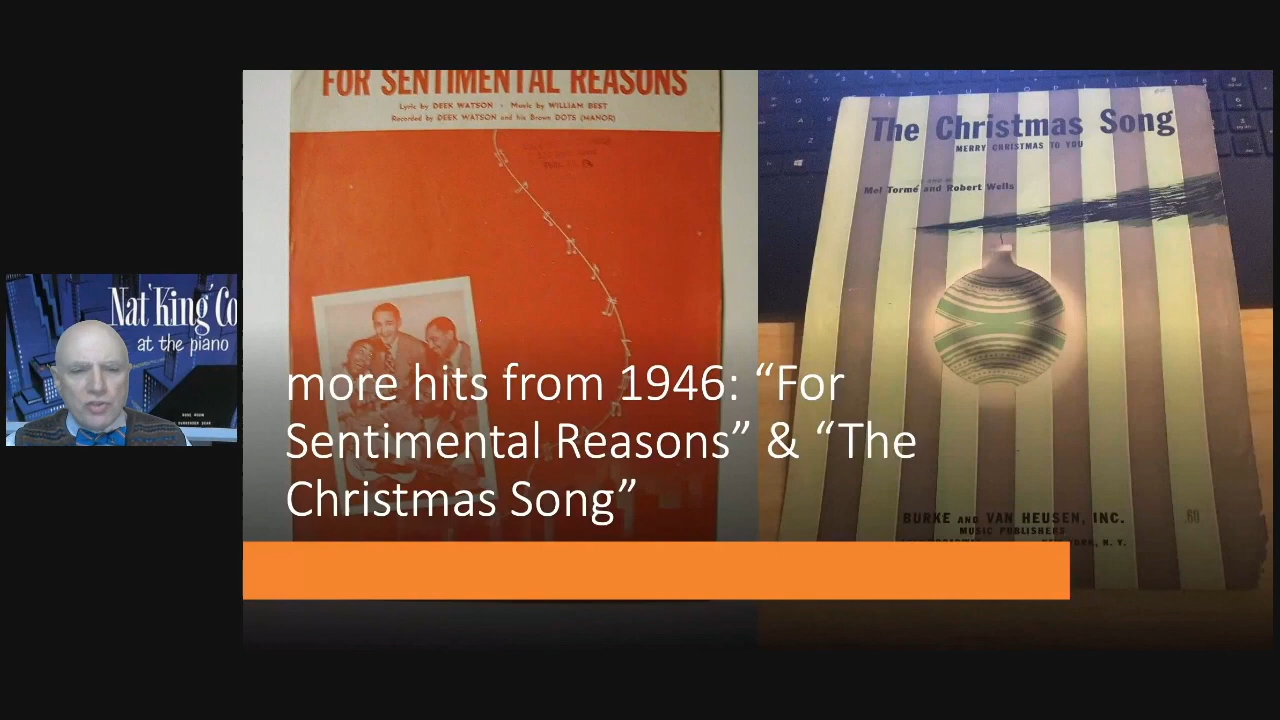 Nat 'King' Co
at the piano
FOR SENTIMENTAL REASONS
Lyric by DEEK WATSON • Music by WILLIAM BEST
Recorded by DEEK WATSON and his Brown DOTS (MANOR)
The Christmas Song
MERRY CHRISTMAS TO YOU
Mel Tormé and Robert Wells
more hits from 1946: “For
Sentimental Reasons” & “The
Christmas Song”
BURKE AND VAN HEUSEN, INC.
MUSIC PUBLISHERS
60